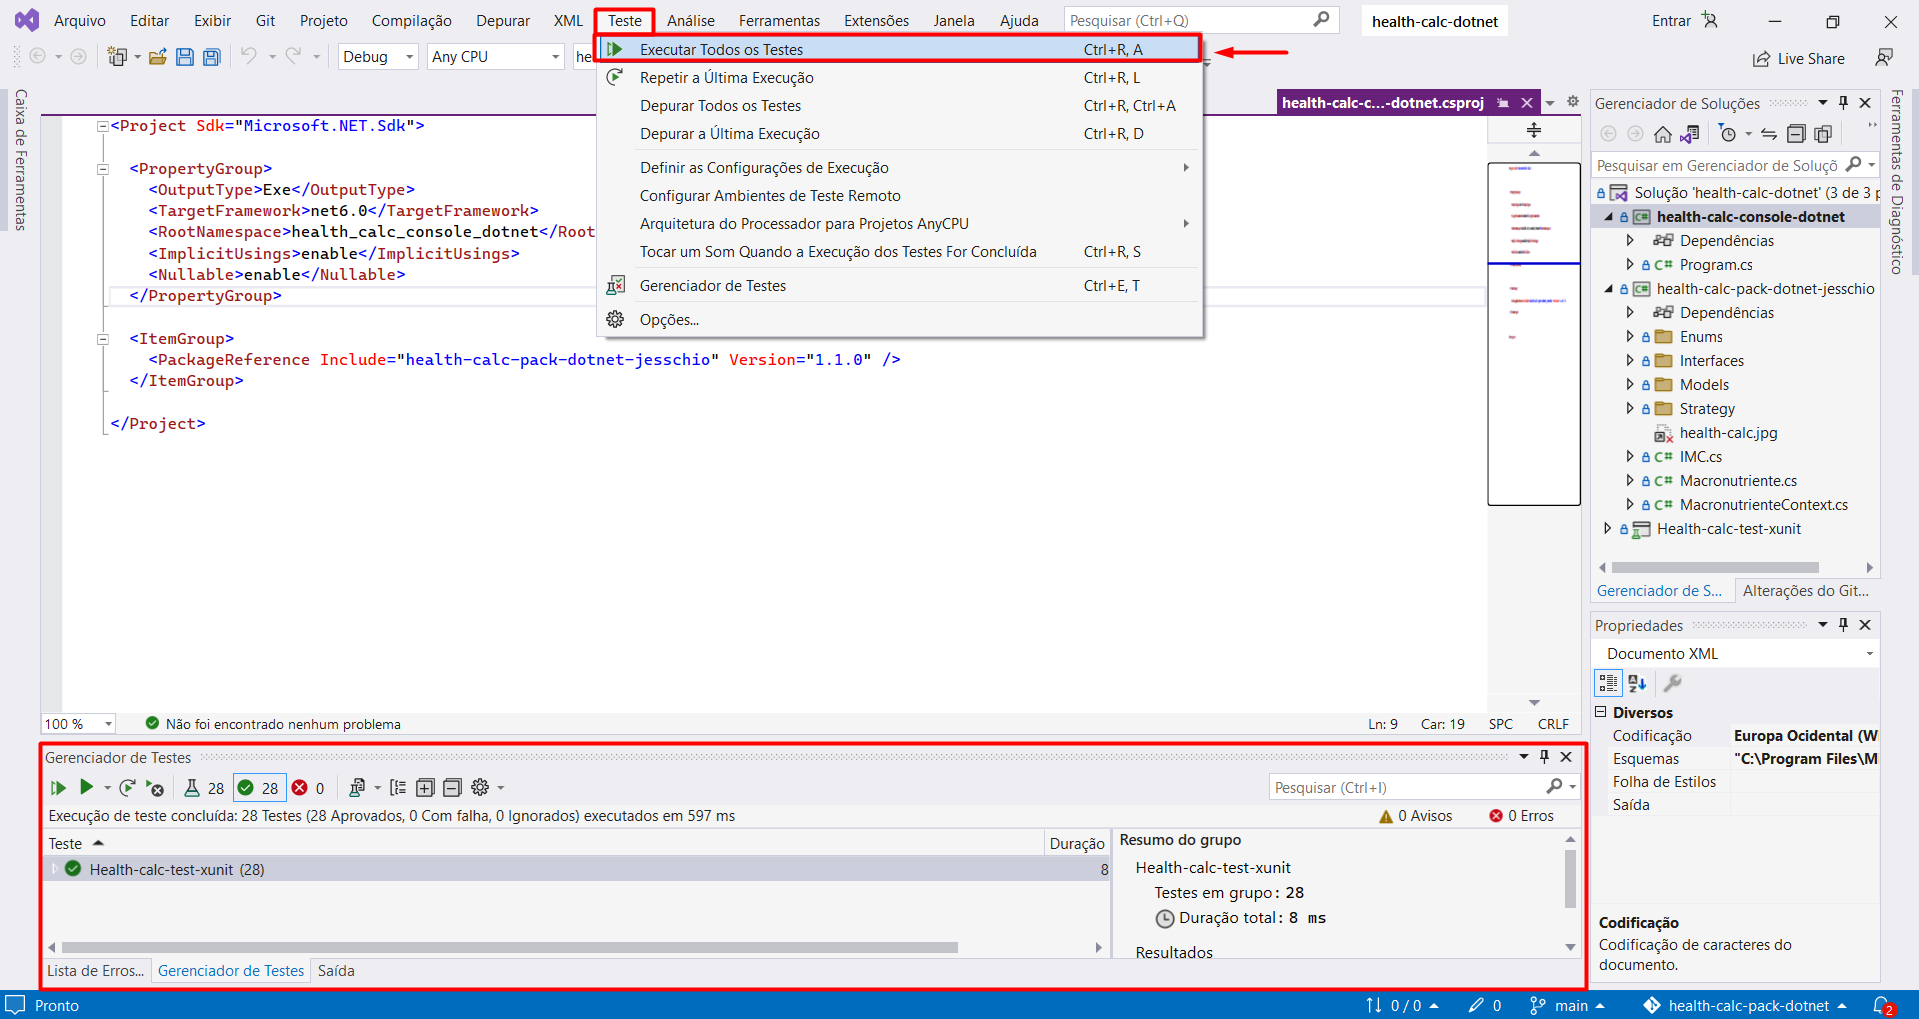 Arquivo Editar Exibir Git Projeto Compilação Depurar XML Teste Análise Ferramentas Extensões Janela Ajuda Pesquisar (Ctrl+Q) health-calc-dotnet Entrar
Debug Any CPU he Live Share
Executar Todos os Testes Ctrl+R, A
Repetir a Última Execução Ctrl+R, L
Depurar Todos os Testes Ctrl+R, Ctrl+A
Depurar a Última Execução Ctrl+R, D
Definir as Configurações de Execução
Configurar Ambientes de Teste Remoto
Arquitetura do Processador para Projetos AnyCPU
Tocar um Som Quando a Execução dos Testes For Concluída Ctrl+R, S
Gerenciador de Testes Ctrl+E, T
Opções...
Caixa de Ferramentas
health-calc-c...-dotnet.csproj
<Project Sdk="Microsoft.NET.Sdk">
<PropertyGroup>
<OutputType>Exe</OutputType>
<TargetFramework>net6.0</TargetFramework>
<RootNamespace>health_calc_console_dotnet</Root
<ImplicitUsings>enable</ImplicitUsings>
<Nullable>enable</Nullable>
</PropertyGroup>
<ItemGroup>
<PackageReference Include="health-calc-pack-dotnet-jesschio" Version="1.1.0" />
</ItemGroup>
</Project>
100 % Não foi encontrado nenhum problema Ln: 9 Car: 19 SPC CRLF
Gerenciador de Soluções
Pesquisar em Gerenciador de Soluçõ
Solução 'health-calc-dotnet' (3 de 3 p
health-calc-console-dotnet
Dependências
C# Program.cs
health-calc-pack-dotnet-jesschio
Dependências
Enums
Interfaces
Models
Strategy
health-calc.jpg
C# IMC.cs
C# Macronutriente.cs
C# MacronutrienteContext.cs
Health-calc-test-xunit
Gerenciador de S... Alterações do Git...
Ferramentas de Diagnóstico
Propriedades
Documento XML
Diversos
Codificação Europa Ocidental (W
Esquemas "C:\Program Files\M
Folha de Estilos
Saída
Codificação
Codificação de caracteres do
documento.
Gerenciador de Testes
28 28 0 Pesquisar (Ctrl+I)
Execução de teste concluída: 28 Testes (28 Aprovados, 0 Com falha, 0 Ignorados) executados em 597 ms 0 Avisos 0 Erros
Teste Duração
Health-calc-test-xunit (28) 8
Resumo do grupo
Health-calc-test-xunit
Testes em grupo: 28
Duração total: 8 ms
Resultados
Lista de Erros... Gerenciador de Testes Saída
Pronto 0 / 0 0 main health-calc-pack-dotnet 2